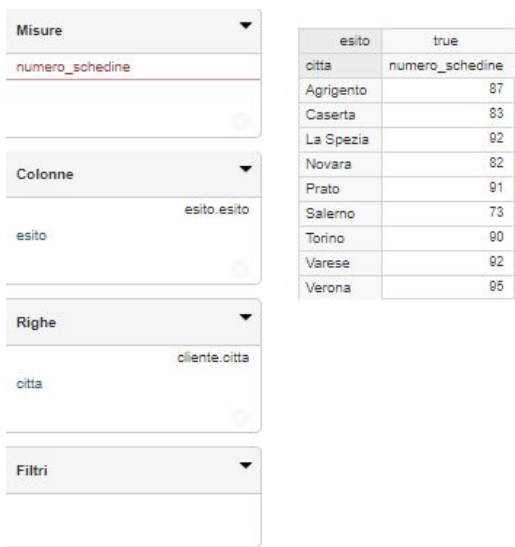 Misure
numero_schedine
Colonne
esito.esito
esito
Righe
cliente.citta
citta
Filtri
esito true
citta numero_schedine
Agrigento 87
Caserta 83
La Spezia 92
Novara 82
Prato 91
Salerno 73
Torino 90
Varese 92
Verona 95